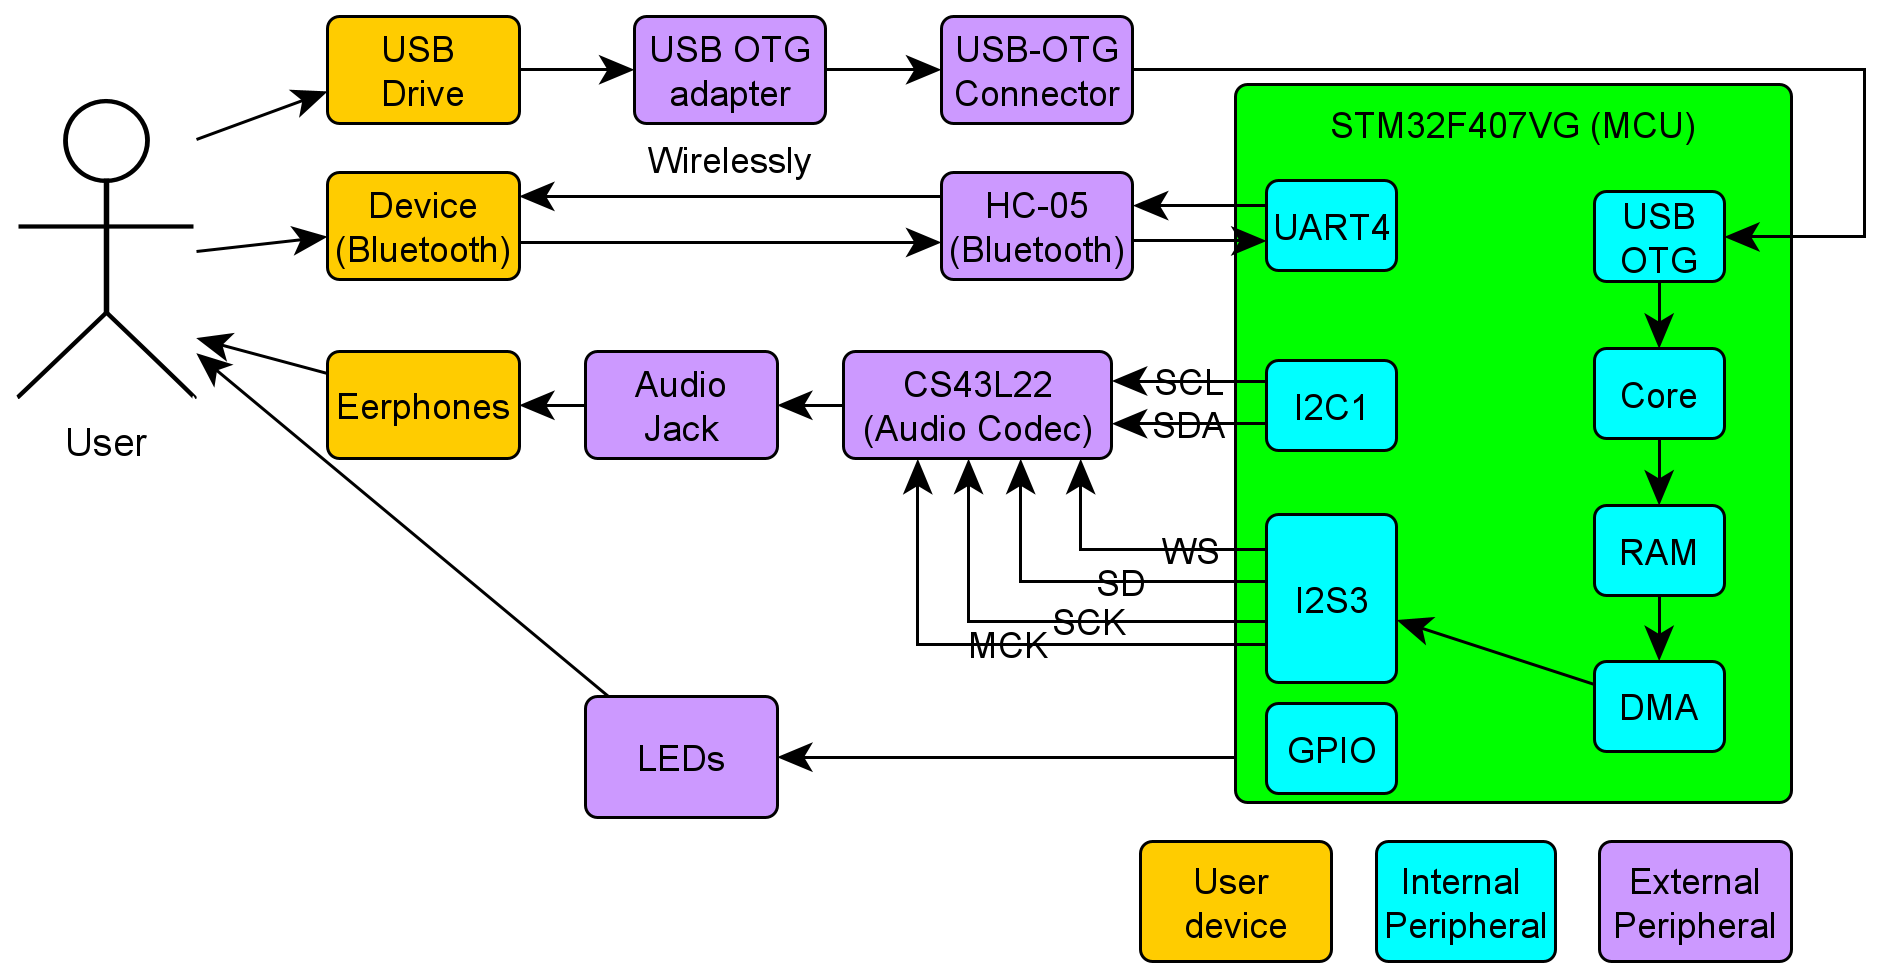 USB
Drive
USB OTG
adapter
USB-OTG
Connector
STM32F407VG (MCU)
Wirelessly
Device
(Bluetooth)
HC-05
(Bluetooth)
UART4
USB
OTG
User
Eerphones
Audio
Jack
CS43L22
(Audio Codec)
SCL
SDA
I2C1
Core
WS
SD
SCK
MCK
I2S3
RAM
DMA
LEDs
GPIO
User
device
Internal
Peripheral
External
Peripheral